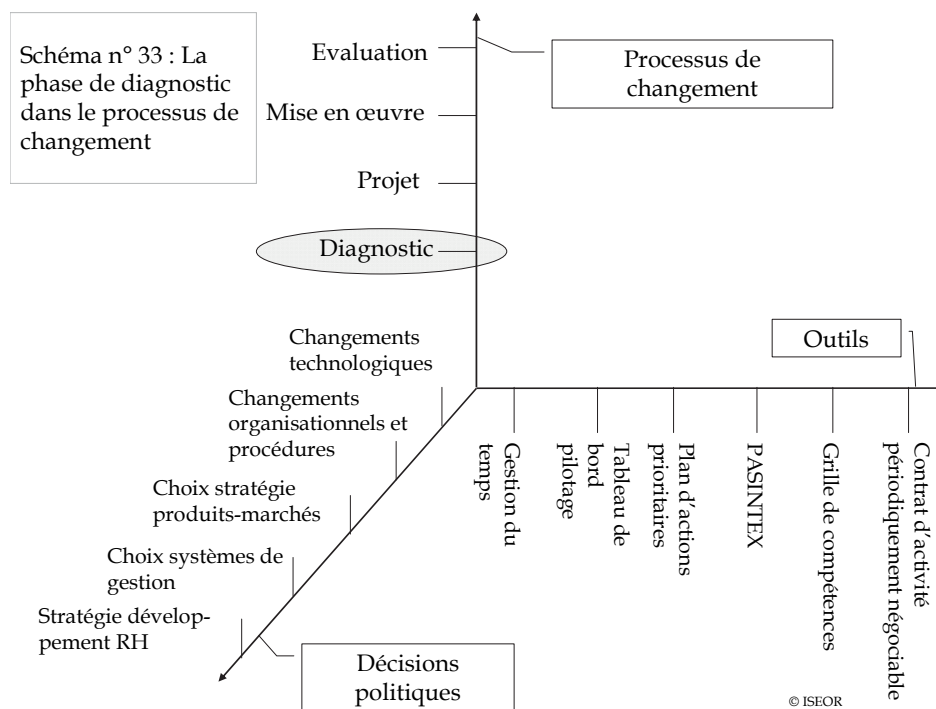 Schéma n° 33 : La
phase de diagnostic
dans le processus de
changement
Evaluation
Processus de
changement
Mise en œuvre
Projet
Diagnostic
Outils
Changements
technologiques
Changements
organisationnels et
procédures
Choix stratégie
produits-marchés
Choix systèmes de
gestion
Stratégie dévelop-
pement RH
Décisions
politiques
Gestion du
temps
Tableau de
bord
pilotage
Plan d'actions
prioritaires
PASINTEX
Grille de compétences
Contrat d'activité
périodiquement négociable
© ISEOR